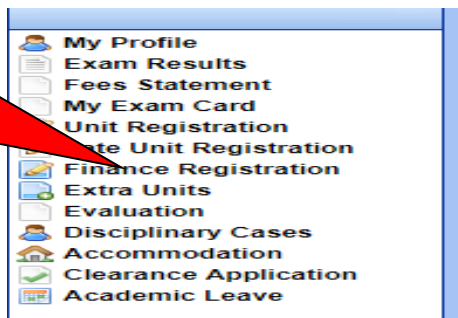 My Profile
Exam Results
Fees Statement
My Exam Card
Unit Registration
ate Unit Registration
Finance Registration
Extra Units
Evaluation
Disciplinary Cases
Accommodation
Clearance Application
Academic Leave